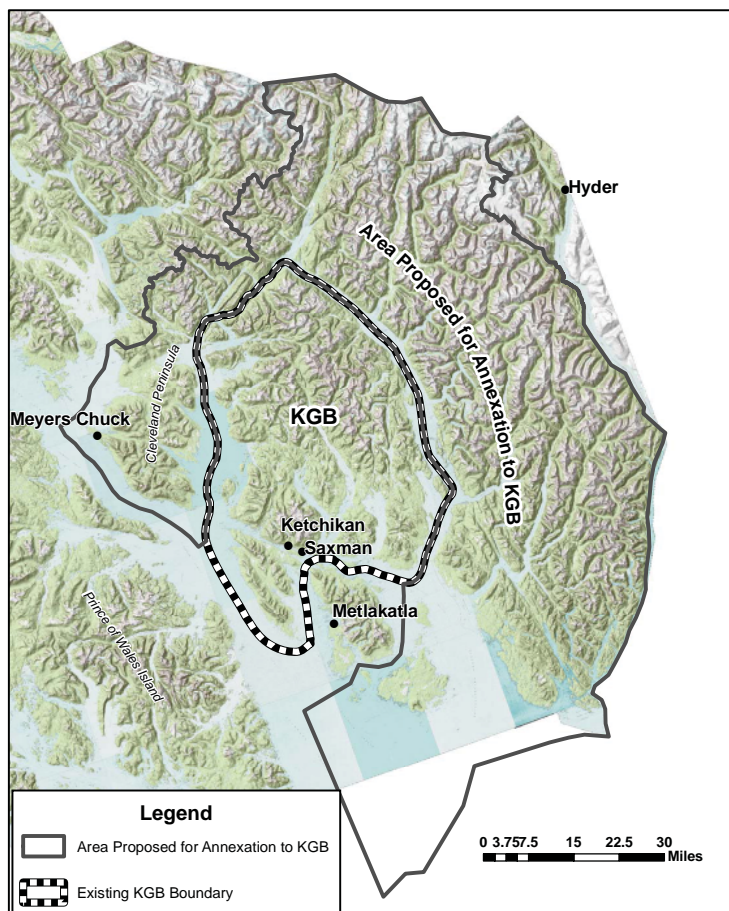 Hyder
Area Proposed for Annexation to KGB
Cleveland Peninsula
Meyers Chuck
KGB
Ketchikan
Saxman
Metlakatla
Prince of Wales Island
Legend
Area Proposed for Annexation to KGB
Existing KGB Boundary
0 3.75 7.5 15 22.5 30
Miles